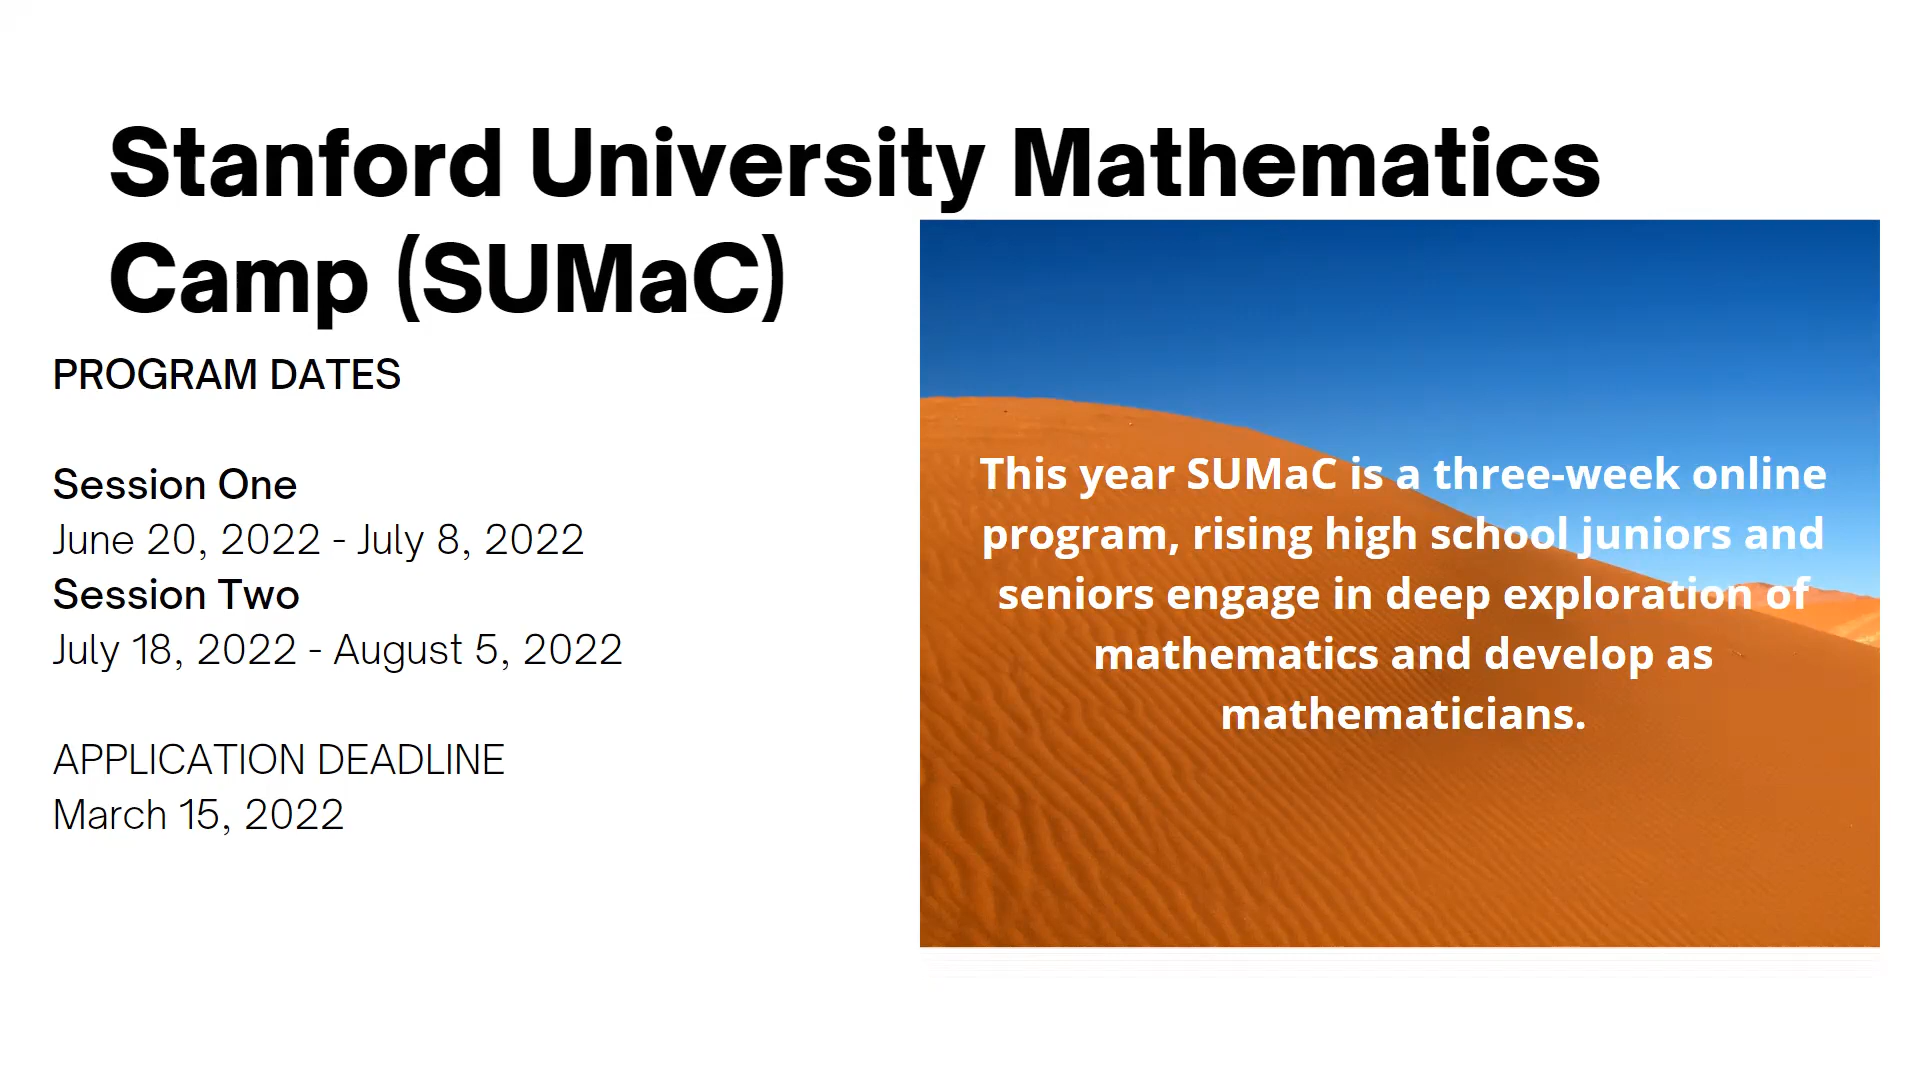 Stanford University Mathematics
Camp (SUMaC)
PROGRAM DATES
Session One
June 20, 2022 - July 8, 2022
Session Two
July 18, 2022 - August 5, 2022
APPLICATION DEADLINE
March 15, 2022
This year SUMaC is a three-week online
program, rising high school juniors and
seniors engage in deep exploration of
mathematics and develop as
mathematicians.